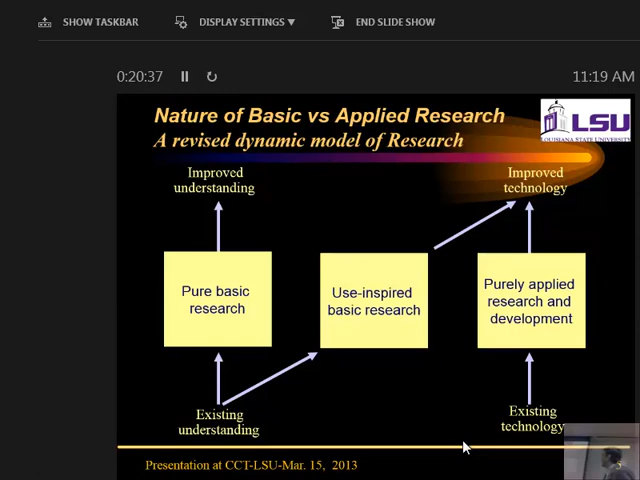 SHOW TASKBAR DISPLAY SETTINGS ▼ END SLIDE SHOW
0:20:37 11:19 AM
Nature of Basic vs Applied Research
A revised dynamic model of Research
LSU
LOUISIANA STATE UNIVERSITY
Improved
understanding
Improved
technology
Pure basic
research
Use-inspired
basic research
Purely applied
research and
development
Existing
understanding
Existing
technology
Presentation at CCT-LSU-Mar. 15, 2013